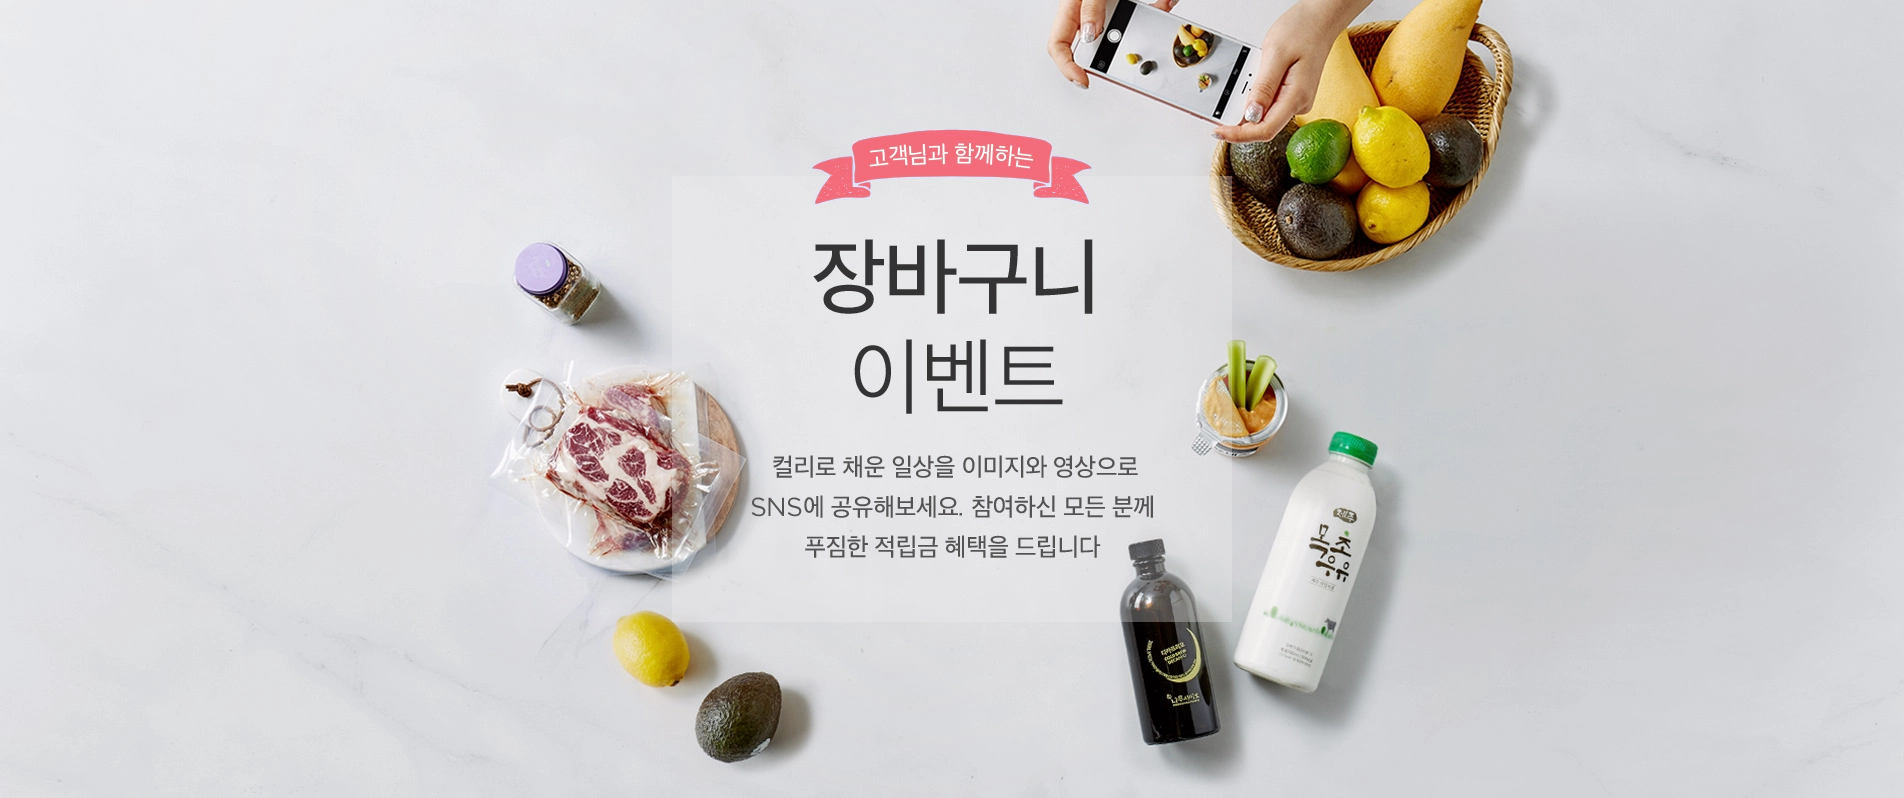 고객님과 함께하는
장바구니
이벤트
컬리로 채운 일상을 이미지와 영상으로
SNS에 공유해보세요. 참여하신 모든 분께
푸짐한 적립금 혜택을 드립니다
목초
우유